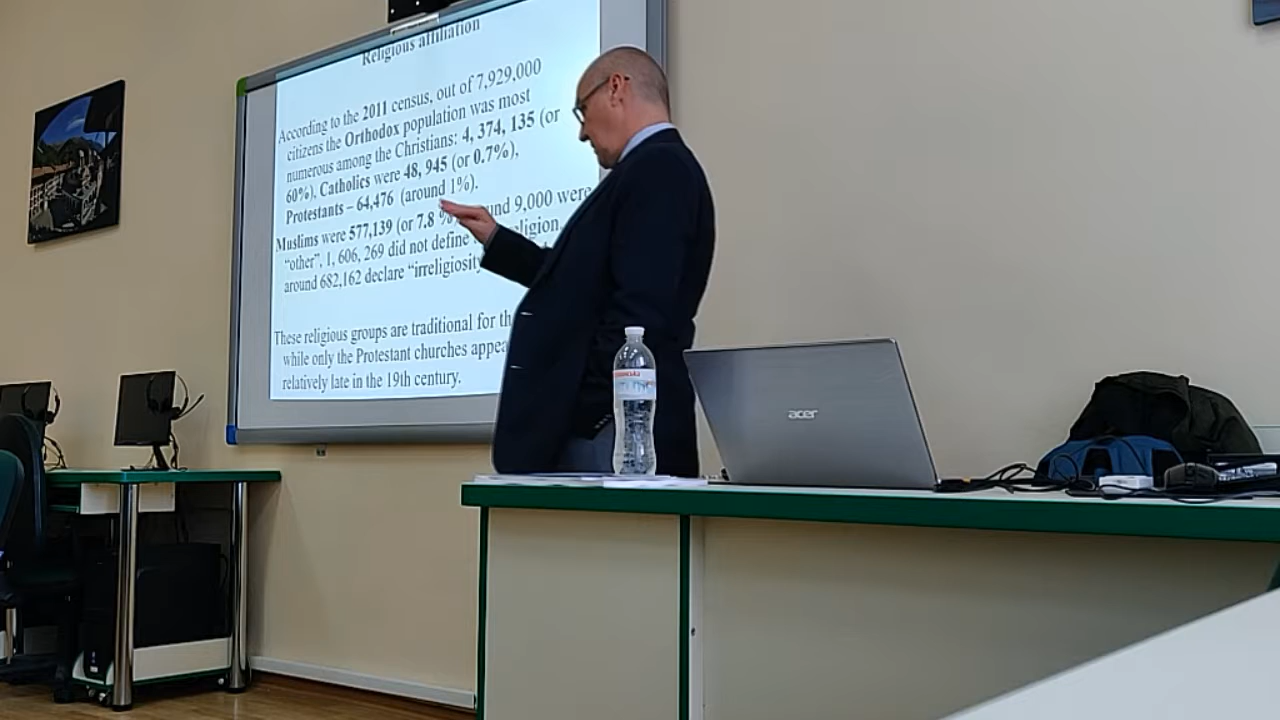 Religious affiliation
According to the 2011 census, out of 7,929,000
citizens the Orthodox population was most
numerous among the Christians: 4, 374, 135 (or
60%). Catholics were 48, 945 (or 0.7%),
Protestants – 64,476 (around 1%).
Muslims were 577,139 (or 7.8 % 9,000 were
"other", 1, 606, 269 did not define religion,
around 682,162 declare "irreligiosity
These religious groups are traditional for
while only the Protestant churches
relatively late in the 19th century.
acer